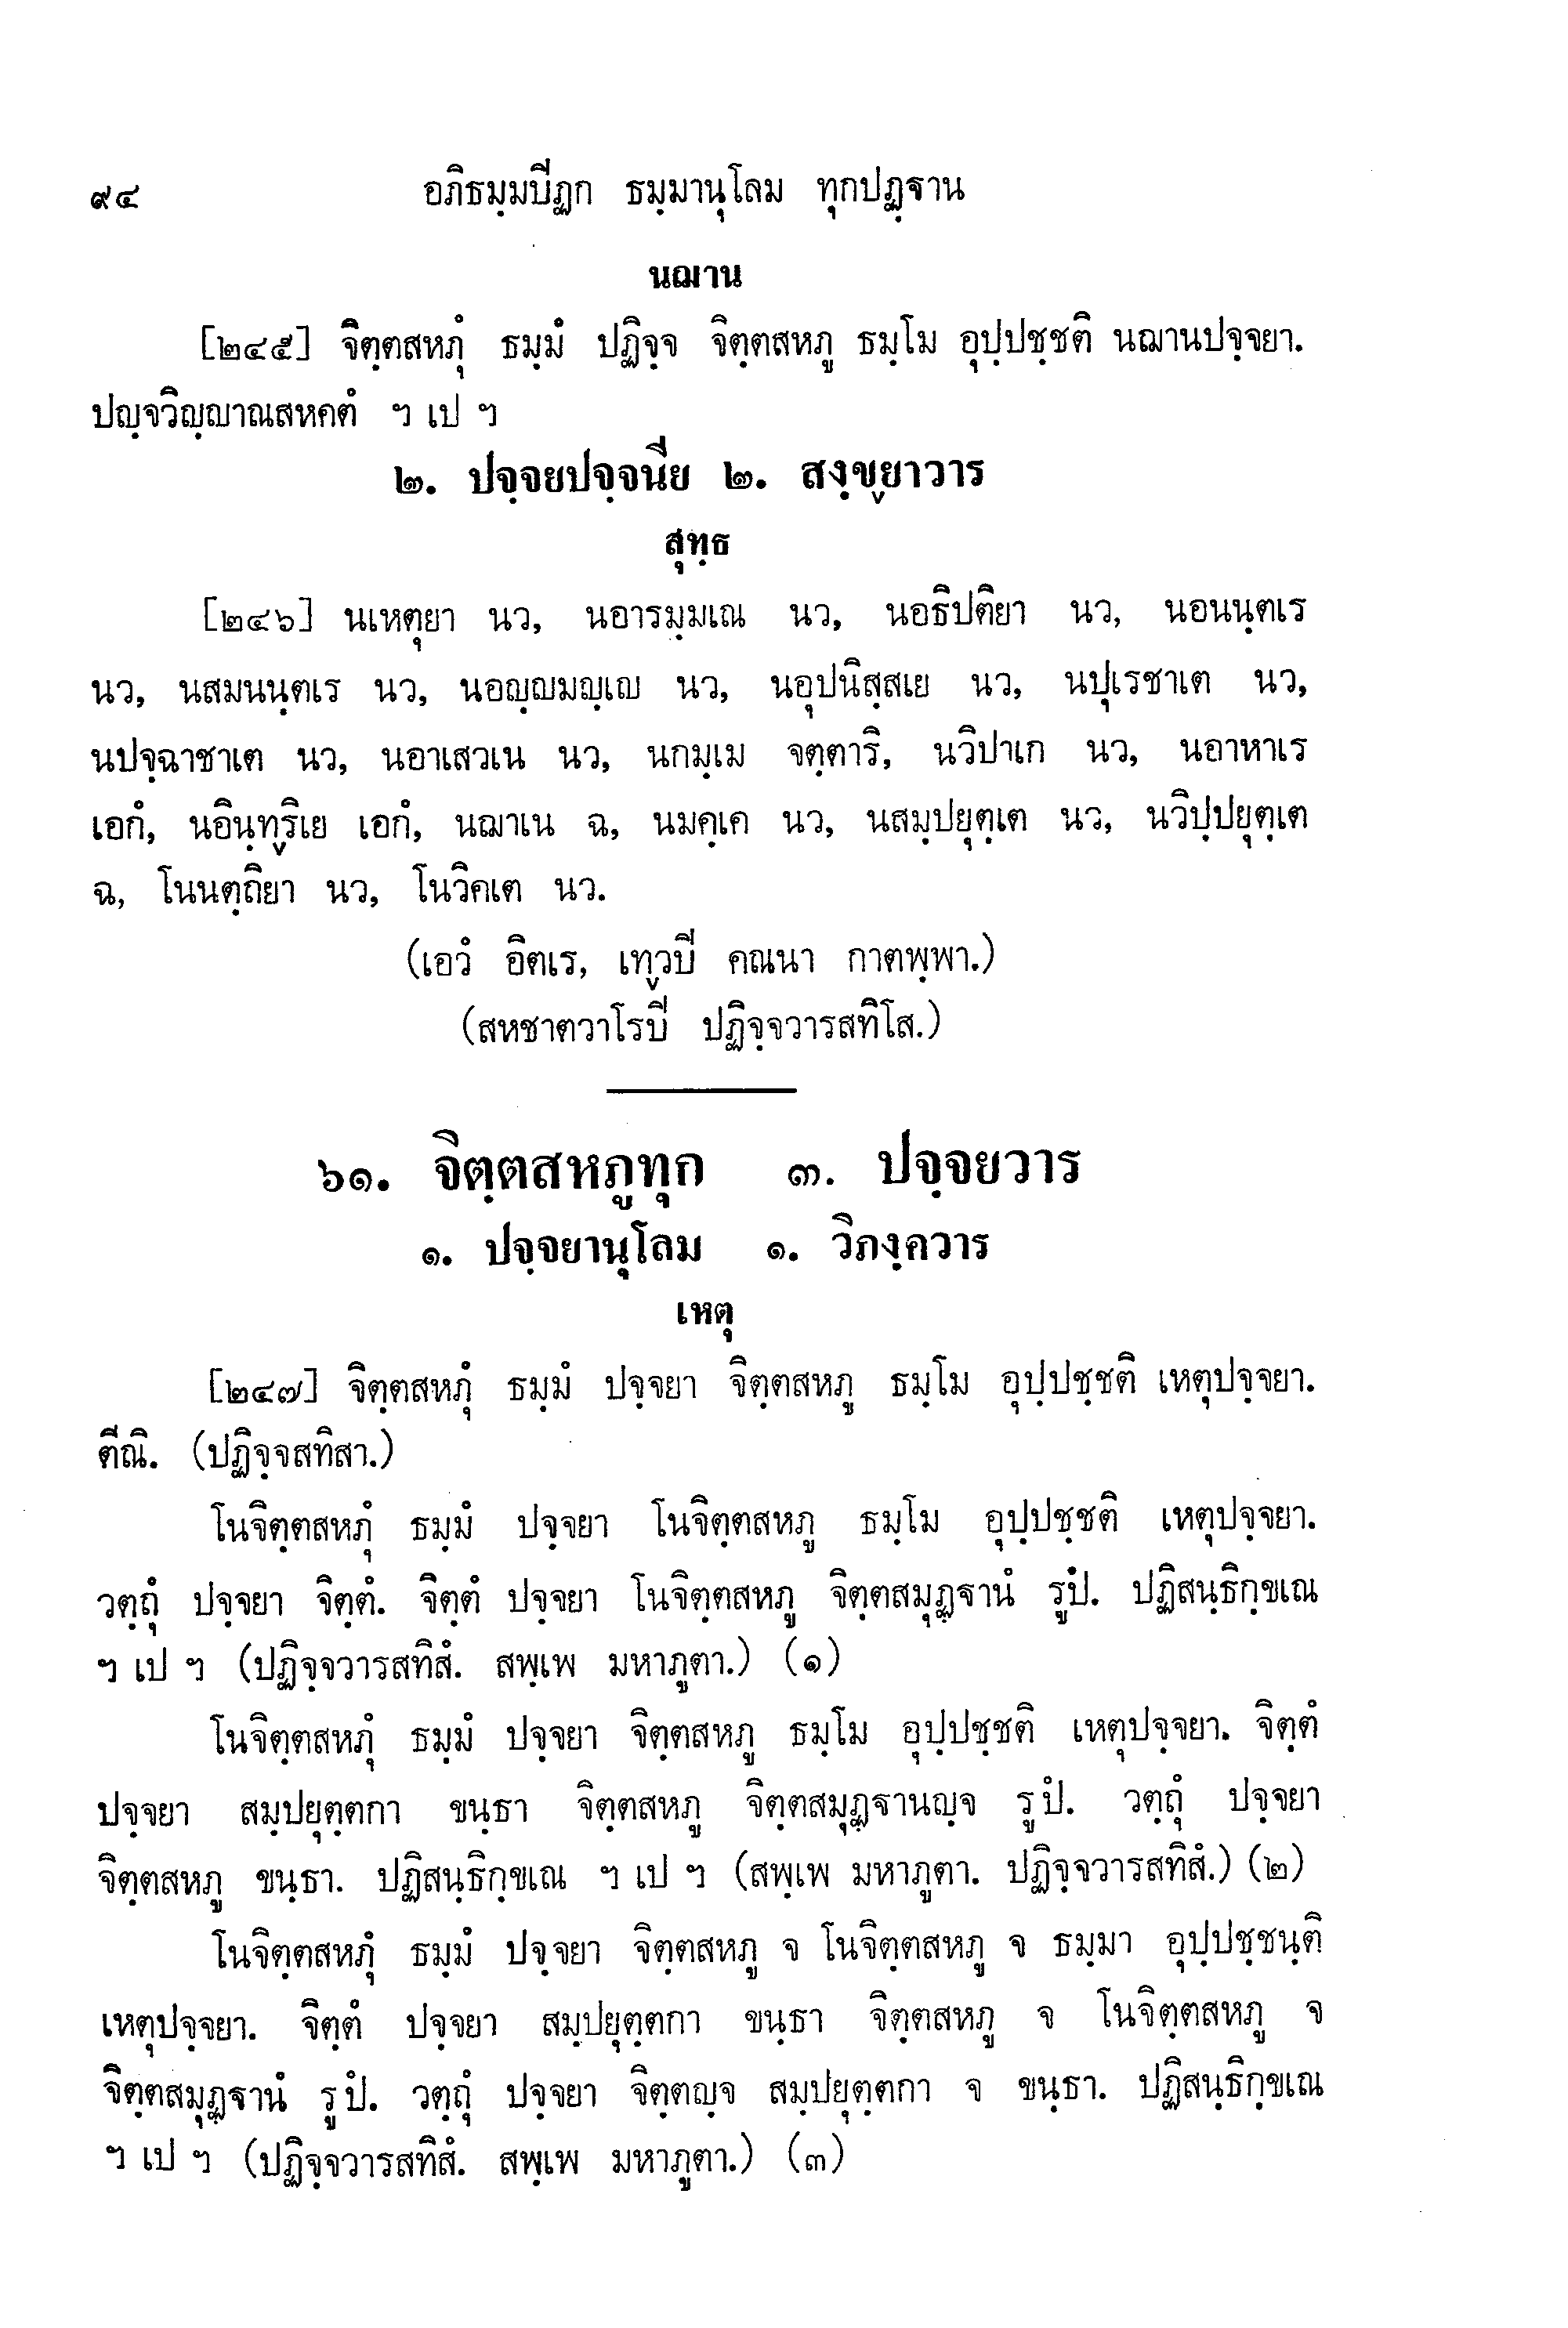 ๙๔ อภิธมฺมปิฏก ธมฺมานุโลม ทุกปฏฺฐาน
นฌาน
[๒๔๕] จิตฺตสหภุํ ธมฺมํ ปฏิจฺจ จิตฺตสหภู ธมฺโม อุปฺปชฺชติ นฌานปจฺจยา.
ปญฺจวิญฺญาณสหคตํ ฯ เป ฯ
๒. ปจฺจยปจฺจนีย ๒. สงฺขฺยาวาร
สุทฺธ
[๒๔๖] นเหตุยา นว, นอารมฺมเณ นว, นอธิปติยา นว, นอนนฺตเร
นว, นสมนนฺตเร นว, นอญฺญมญฺเญ นว, นอุปนิสฺสเย นว, นปุเรชาเต นว,
นปจฺฉาชาเต นว, นอาเสวเน นว, นกมฺเม จตฺตาริ, นวิปาเก นว, นอาหาเร
เอกํ, นอินฺทฺริเย เอกํ, นฌาเน ฉ, นมคฺเค นว, นสมฺปยุตฺเต นว, นวิปฺปยุตฺเต
ฉ, โนนตฺถิยา นว, โนวิคเต นว.
(เอวํ อิตเร, เทฺวปิ คณนา กาตพฺพา.)
(สหชาตวาโรปิ ปฏิจฺจวารสทิโส.)
๖๑. จิตฺตสหภูทุก ๓. ปจฺจยวาร
๑. ปจฺจยานุโลม ๑. วิภงฺควาร
เหตุ
[๒๔๗] จิตฺตสหภุํ ธมฺมํ ปจฺจยา จิตฺตสหภู ธมฺโม อุปฺปชฺชติ เหตุปจฺจยา.
ตีณิ. (ปฏิจฺจสทิสา.)
โนจิตฺตสหภุํ ธมฺมํ ปจฺจยา โนจิตฺตสหภู ธมฺโม อุปฺปชฺชติ เหตุปจฺจยา.
วตฺถุํ ปจฺจยา จิตฺตํ. จิตฺตํ ปจฺจยา โนจิตฺตสหภู จิตฺตสมุฏฺฐานํ รูปํ. ปฏิสนฺธิกฺขเณ
ฯ เป ฯ (ปฏิจฺจวารสทิสํ. สพฺเพ มหาภูตา.) (๑)
โนจิตฺตสหภุํ ธมฺมํ ปจฺจยา จิตฺตสหภู ธมฺโม อุปฺปชฺชติ เหตุปจฺจยา. จิตฺตํ
ปจฺจยา สมฺปยุตฺตกา ขนฺธา จิตฺตสหภู จิตฺตสมุฏฺฐานญฺจ รูปํ. วตฺถุํ ปจฺจยา
จิตฺตสหภู ขนฺธา. ปฏิสนฺธิกฺขเณ ฯ เป ฯ (สพฺเพ มหาภูตา. ปฏิจฺจวารสทิสํ.) (๒)
โนจิตฺตสหภุํ ธมฺมํ ปจฺจยา จิตฺตสหภู จ โนจิตฺตสหภู จ ธมฺมา อุปฺปชฺชนฺติ
เหตุปจฺจยา. จิตฺตํ ปจฺจยา สมฺปยุตฺตกา ขนฺธา จิตฺตสหภู จ โนจิตฺตสหภู จ
จิตฺตสมุฏฺฐานํ รูปํ. วตฺถุํ ปจฺจยา จิตฺตญฺจ สมฺปยุตฺตกา จ ขนฺธา. ปฏิสนฺธิกฺขเณ
ฯ เป ฯ (ปฏิจฺจวารสทิสํ. สพฺเพ มหาภูตา.) (๓)